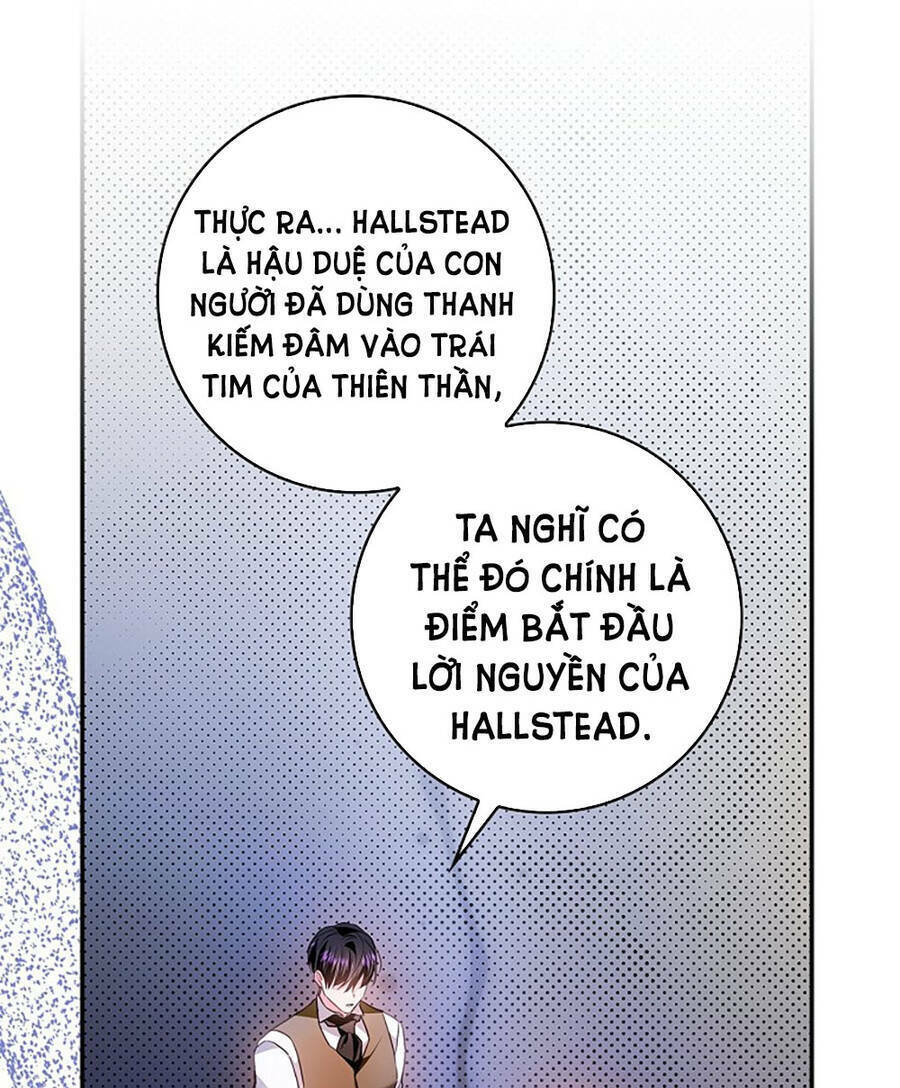 THỰC RA... HALLSTEAD
LÀ HẬU DUỆ CỦA CON
NGƯỜI ĐÃ DÙNG THANH
KIẾM ĐÂM VÀO TRÁI
TIM CỦA THIÊN THẦN,
TA NGHĨ CÓ
THỂ ĐÓ CHÍNH LÀ
ĐIỂM BẮT ĐẦU
LỜI NGUYỀN CỦA
HALLSTEAD.